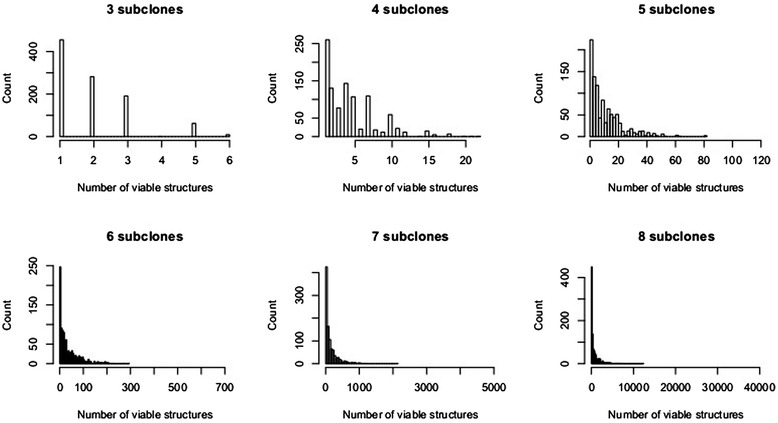 3 subclones
Count
0
200
400
1 2 3 4 5 6
Number of viable structures
4 subclones
Count
0
50
150
250
5 10 15 20
Number of viable structures
5 subclones
Count
0
50
150
0 20 40 60 80 100 120
Number of viable structures
6 subclones
Count
0
50
150
250
0 100 300 500 700
Number of viable structures
7 subclones
Count
0
100
300
0 1000 3000 5000
Number of viable structures
8 subclones
Count
0
200
400
0 10000 20000 30000 40000
Number of viable structures